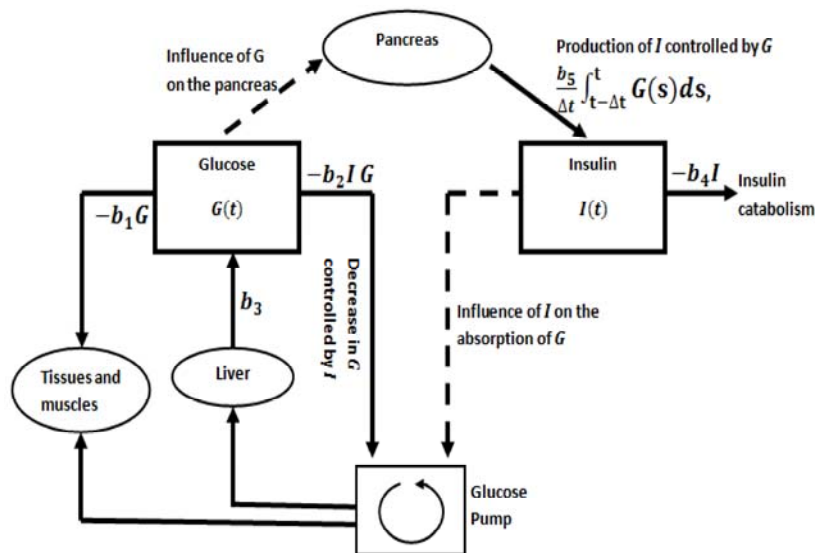 Pancreas
Influence of G
on the pancreas
Production of I controlled by G
b₅/Δt ∫ₜ₋Δₜᵗ G(s)ds,
Glucose
G(t)
−b₂I G
Insulin
I(t)
−b₄I
Insulin
catabolism
−b₁G
b₃
Decrease in G
controlled by I
Influence of I on the
absorption of G
Tissues and
muscles
Liver
Glucose
Pump